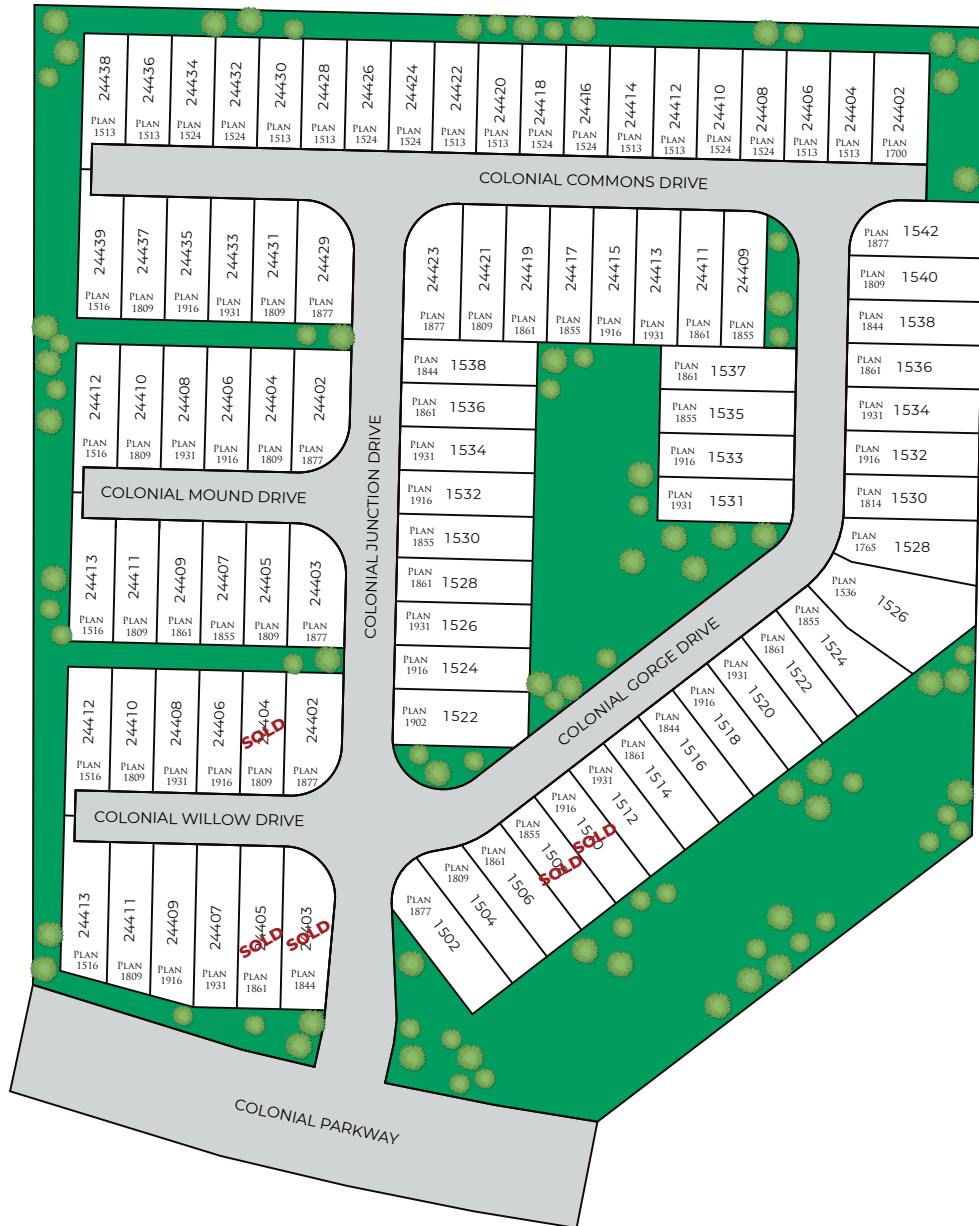 24438
PLAN
1513
24436
PLAN
1513
24434
PLAN
1524
24432
PLAN
1524
24430
PLAN
1513
24428
PLAN
1513
24426
PLAN
1524
24424
PLAN
1524
24422
PLAN
1513
24420
PLAN
1513
24418
PLAN
1524
24416
PLAN
1524
24414
PLAN
1513
24412
PLAN
1513
24410
PLAN
1524
24408
PLAN
1524
24406
PLAN
1513
24404
PLAN
1513
24402
PLAN
1700
COLONIAL COMMONS DRIVE
24439
PLAN
1516
24437
PLAN
1809
24435
PLAN
1916
24433
PLAN
1931
24431
PLAN
1809
24429
PLAN
1877
24423
PLAN
1877
24421
PLAN
1809
24419
PLAN
1861
24417
PLAN
1855
24415
PLAN
1916
24413
PLAN
1931
24411
PLAN
1861
24409
PLAN
1855
PLAN
1877
1542
PLAN
1809
1540
PLAN
1844
1538
PLAN
1861
1536
PLAN
1931
1534
PLAN
1916
1532
PLAN
1814
1530
PLAN
1765
1528
PLAN
1536
1526
PLAN
1844
1538
PLAN
1861
1536
PLAN
1931
1534
PLAN
1916
1532
PLAN
1855
1530
PLAN
1861
1528
PLAN
1931
1526
PLAN
1916
1524
PLAN
1902
1522
PLAN
1861
1537
PLAN
1855
1535
PLAN
1916
1533
PLAN
1931
1531
24412
PLAN
1516
24410
PLAN
1809
24408
PLAN
1931
24406
PLAN
1916
24404
PLAN
1809
24402
PLAN
1877
COLONIAL MOUND DRIVE
COLONIAL JUNCTION DRIVE
24413
PLAN
1516
24411
PLAN
1809
24409
PLAN
1861
24407
PLAN
1855
24405
PLAN
1809
24403
PLAN
1877
24412
PLAN
1516
24410
PLAN
1809
24408
PLAN
1931
24406
PLAN
1916
24404
SOLD
PLAN
1809
24402
PLAN
1877
COLONIAL WILLOW DRIVE
COLONIAL GORGE DRIVE
PLAN
1855
1524
PLAN
1861
1522
PLAN
1931
1520
PLAN
1916
1518
PLAN
1844
1516
PLAN
1861
1514
PLAN
1931
1512
PLAN
1916
SOLD
PLAN
1855
SOLD
PLAN
1861
1506
PLAN
1809
1504
PLAN
1877
1502
24413
PLAN
1516
24411
PLAN
1809
24409
PLAN
1916
24407
PLAN
1931
24405
SOLD
PLAN
1861
24403
SOLD
PLAN
1844
COLONIAL PARKWAY